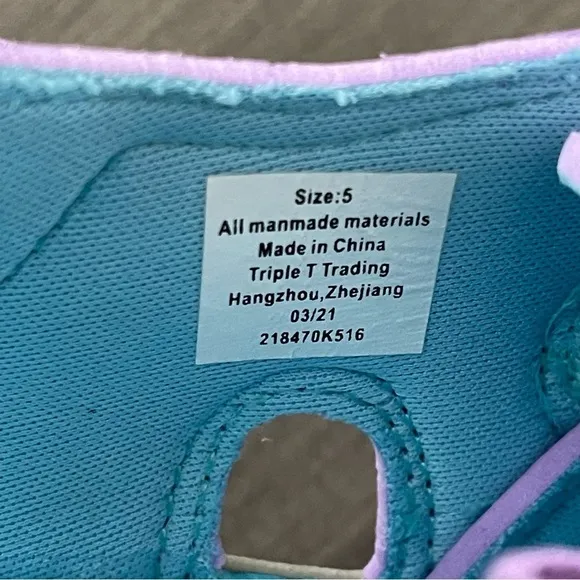 Size:5
All manmade materials
Made in China
Triple T Trading
Hangzhou,Zhejiang
03/21
218470K516